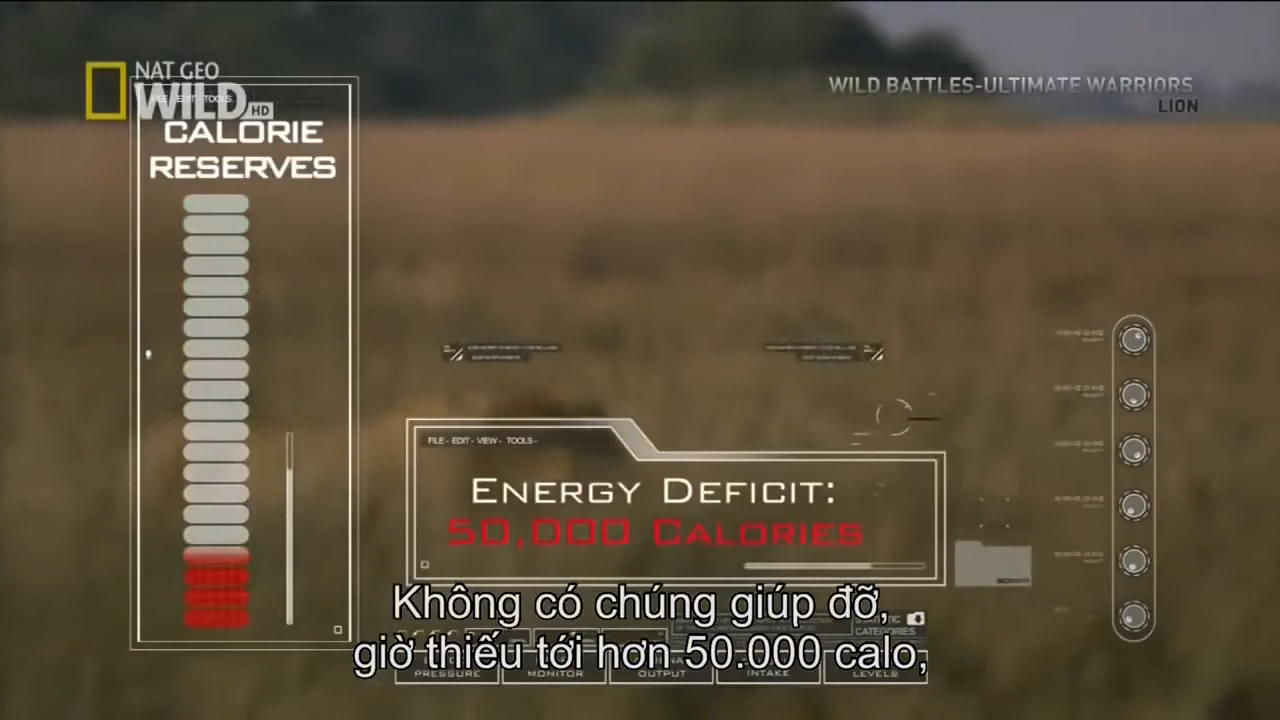 NAT GEO
WILD HD
WILD BATTLES-ULTIMATE WARRIORS
LION
CALORIE
RESERVES
FILE - EDIT - VIEW - TOOLS -
ENERGY DEFICIT:
50,000 CALORIES
Không có chúng giúp đỡ,
giờ thiếu tới hơn 50.000 calo,
CATEGORIES
PRESSURE
MONITOR
OUTPUT
INTAKE
LEVELS